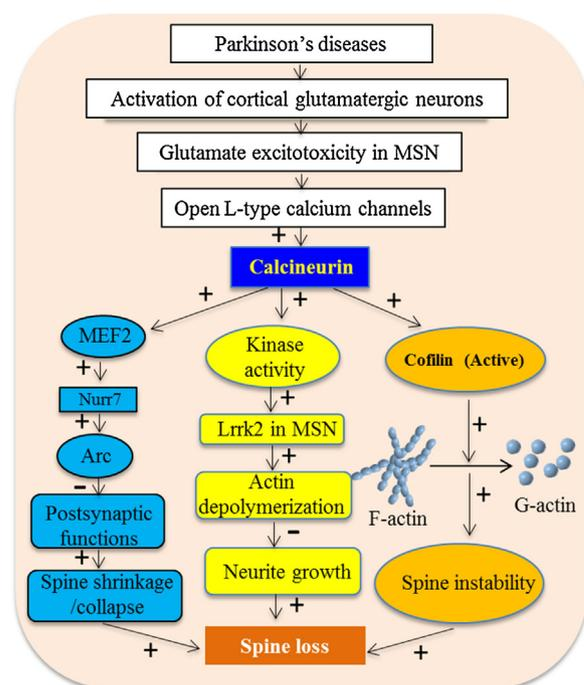 Parkinson's diseases
Activation of cortical glutamatergic neurons
Glutamate excitotoxicity in MSN
Open L-type calcium channels
+
Calcineurin
+
+
+
MEF2
+
Nurr7
+
Arc
−
Postsynaptic
functions
+
Spine shrinkage
/collapse
+
Kinase
activity
+
Lrrk2 in MSN
+
Actin
depolymerization
−
Neurite growth
+
Cofilin (Active)
+
F-actin
G-actin
+
Spine instability
+
Spine loss